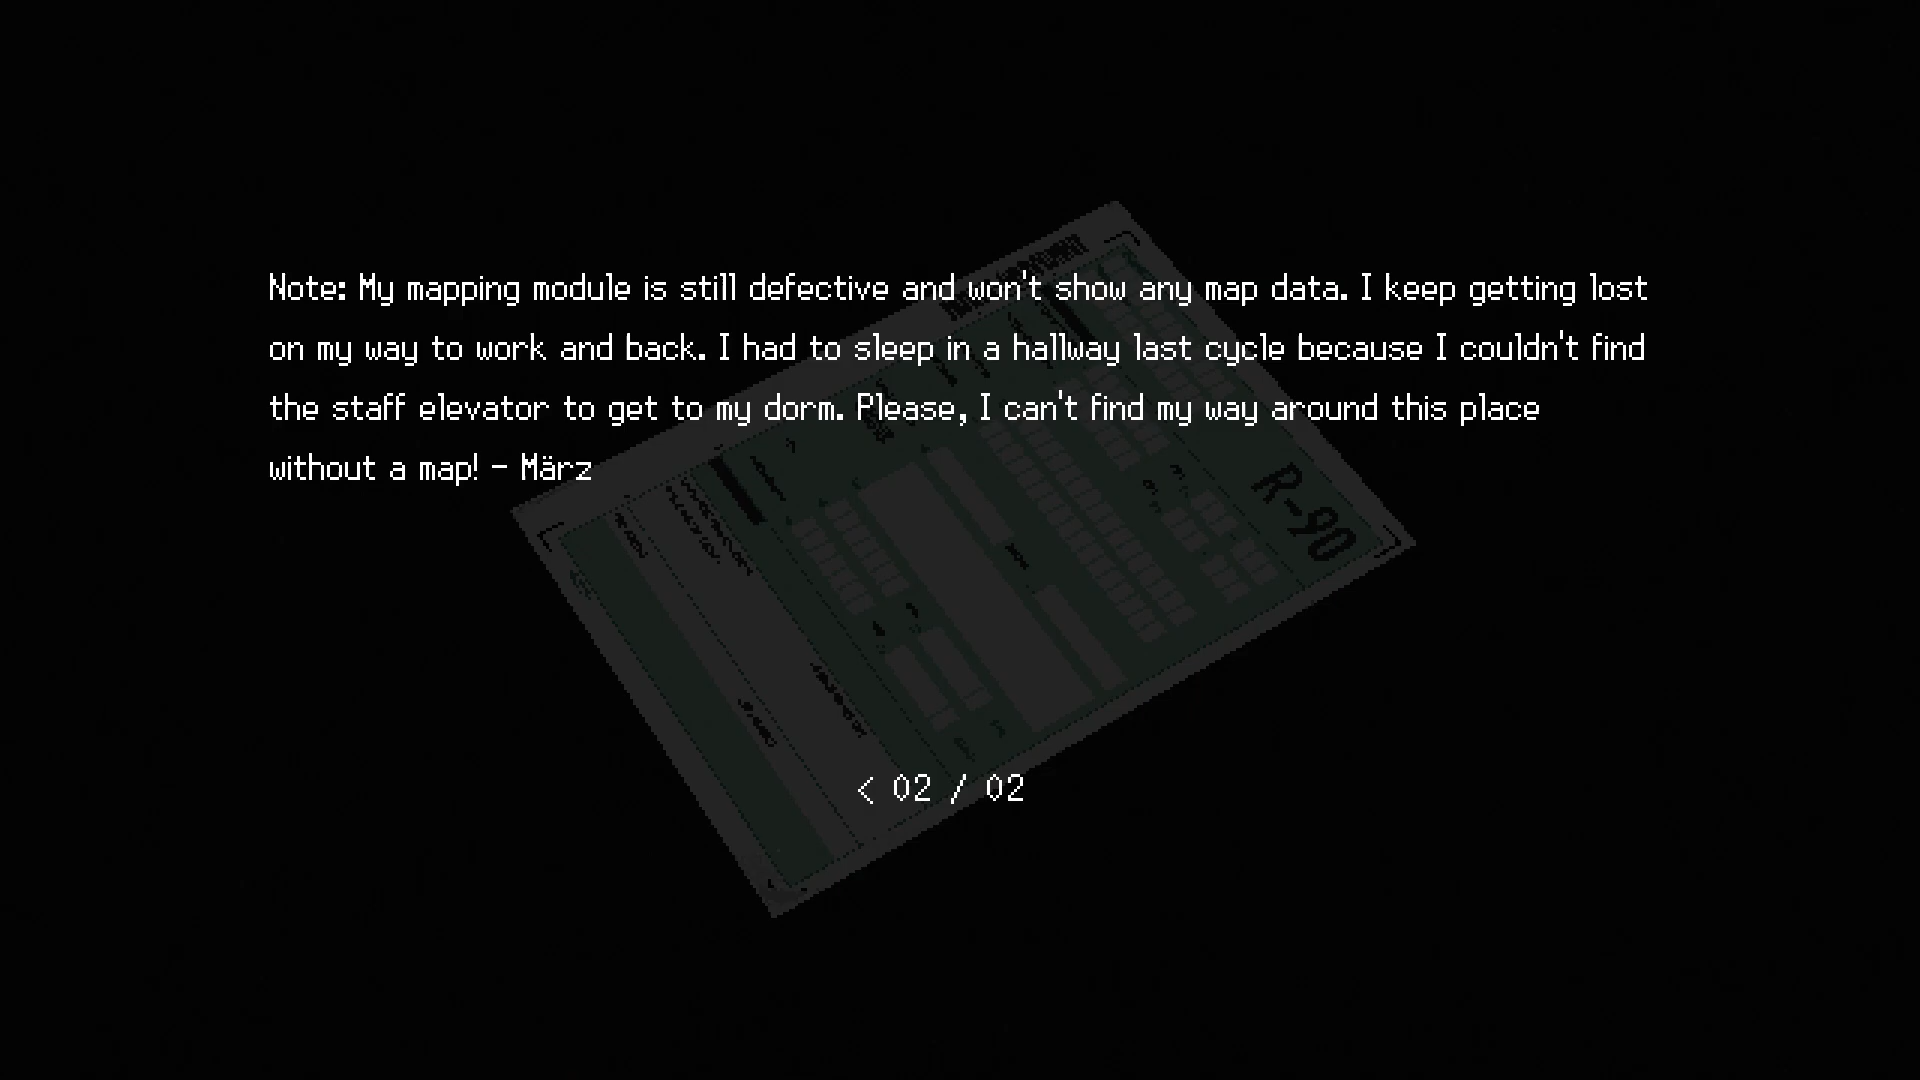 Note: My mapping module is still defective and won't show any map data. I keep getting lost
on my way to work and back. I had to sleep in a hallway last cycle because I couldn't find
the staff elevator to get to my dorm. Please, I can't find my way around this place
without a map! - März
R-90
< 02 / 02